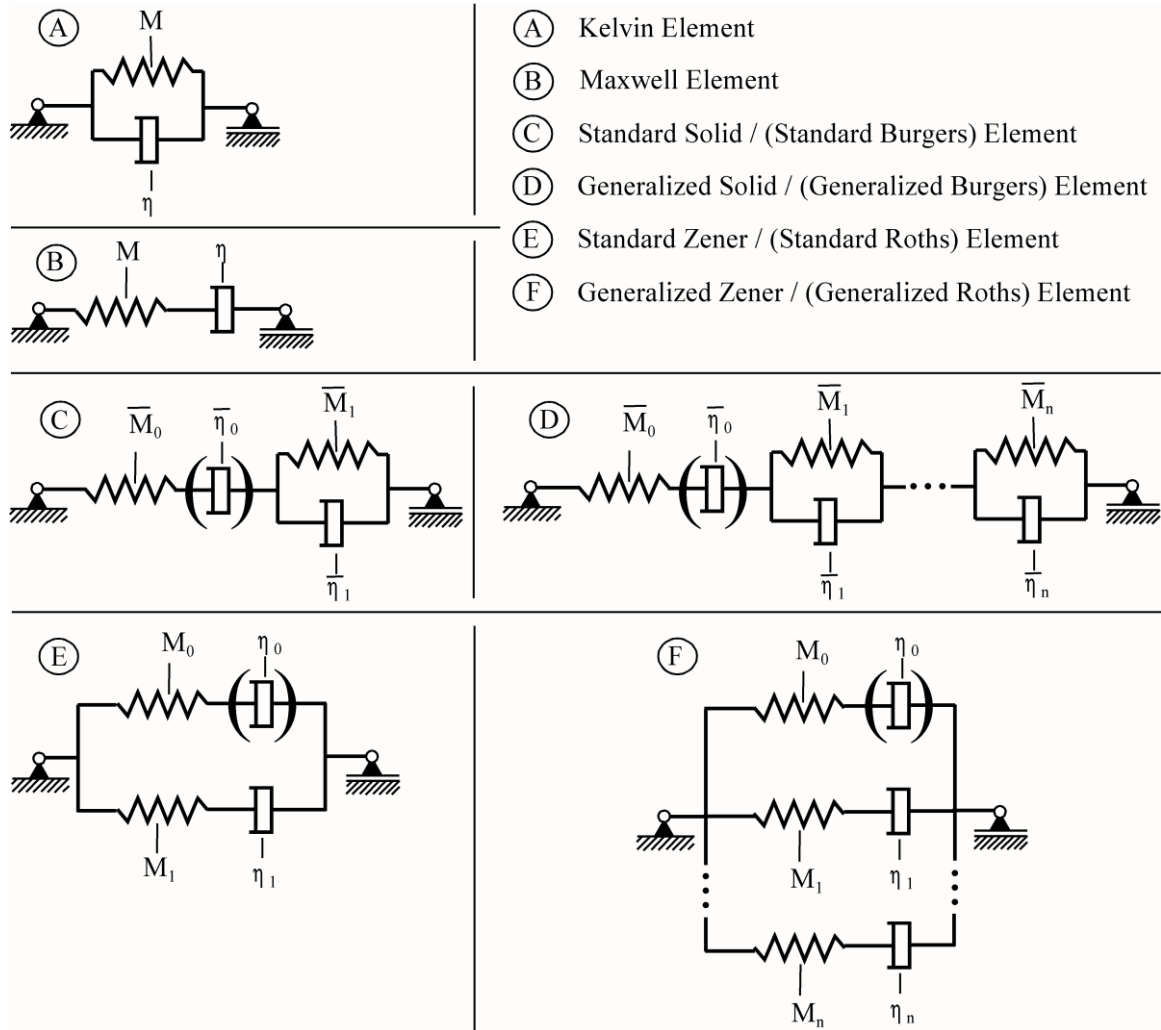 A
M
η
A Kelvin Element
B Maxwell Element
C Standard Solid / (Standard Burgers) Element
D Generalized Solid / (Generalized Burgers) Element
E Standard Zener / (Standard Roths) Element
F Generalized Zener / (Generalized Roths) Element
B
M
η
C
M̅₀
η̅₀
M̅₁
η̅₁
D
M̅₀
η̅₀
M̅₁
M̅ₙ
η̅₁
η̅ₙ
E
M₀
η₀
M₁
η₁
F
M₀
η₀
M₁
η₁
Mₙ
ηₙ